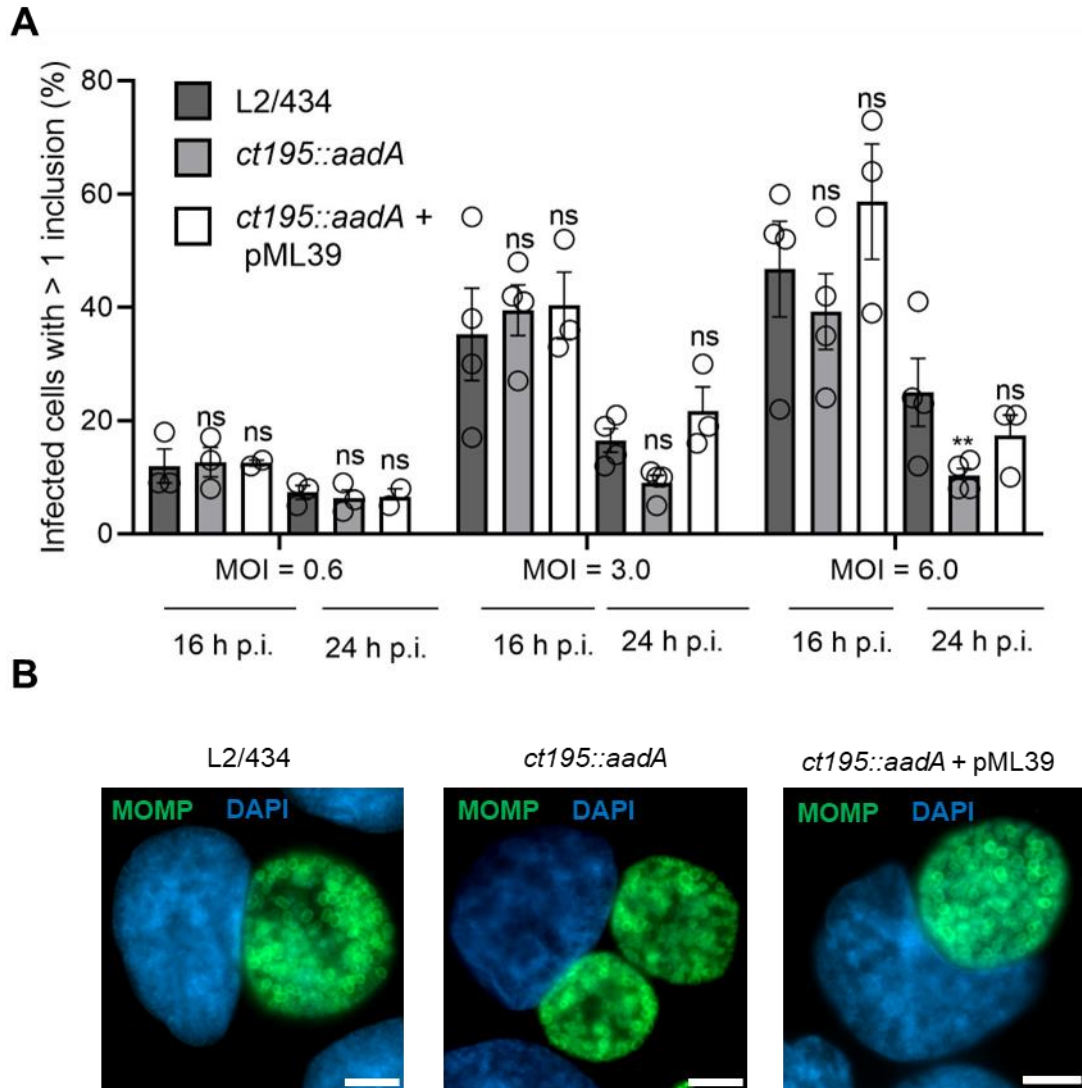 A
Infected cells with > 1 inclusion (%)
80
60
40
20
0
L2/434
ct195::aadA
ct195::aadA +
pML39
ns
ns
ns
ns
ns
ns
ns
ns
ns
ns
**
ns
MOI = 0.6
MOI = 3.0
MOI = 6.0
16 h p.i.
24 h p.i.
16 h p.i.
24 h p.i.
16 h p.i.
24 h p.i.
B
L2/434
ct195::aadA
ct195::aadA + pML39
MOMP DAPI
MOMP DAPI
MOMP DAPI